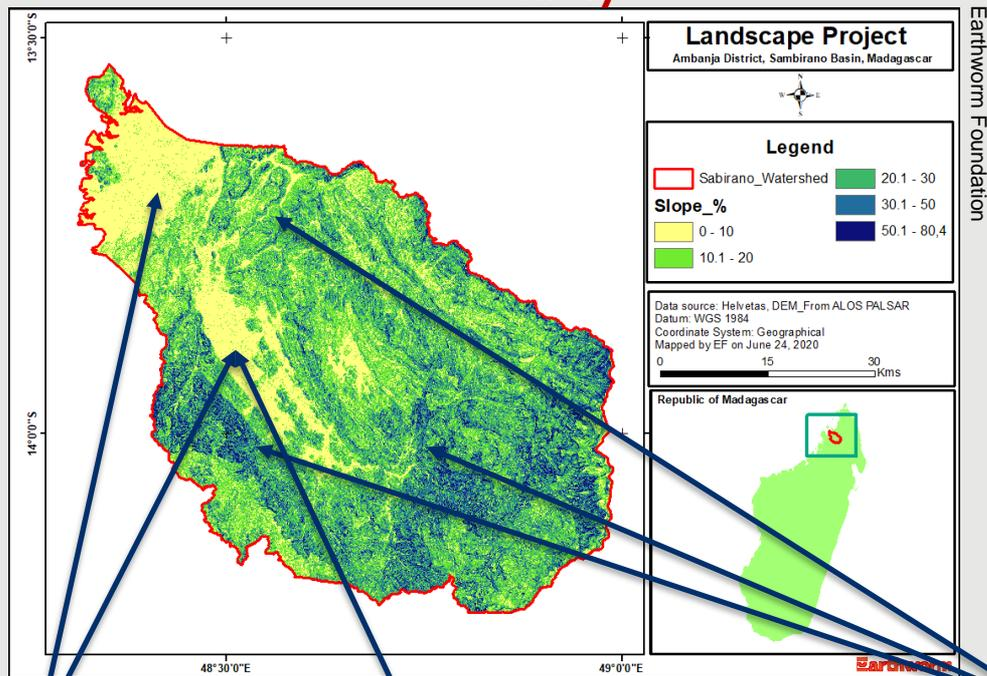 13°30'0"S
14°0'0"S
48°30'0"E
49°0'0"E
Landscape Project
Ambanja District, Sambirano Basin, Madagascar
N
W
E
S
Legend
Sabirano_Watershed
Slope_%
0 - 10
10.1 - 20
20.1 - 30
30.1 - 50
50.1 - 80,4
Data source: Helvetas, DEM_From ALOS PALSAR
Datum: WGS 1984
Coordinate System: Geographical
Mapped by EF on June 24, 2020
0 15 30
Kms
Republic of Madagascar
Earthworm
Earthworm Foundation